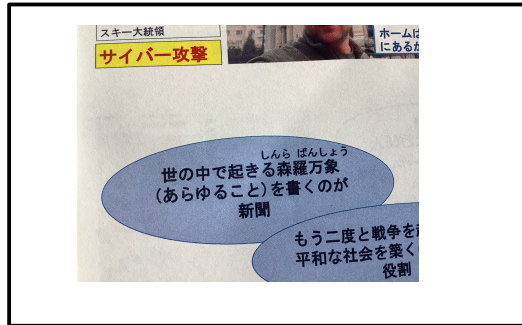 スキー大統領
サイバー攻撃
ホームは
にあるか
しんら ばんしょう
世の中で起きる森羅万象
(あらゆること)を書くのが
新聞
もう二度と戦争を
平和な社会を築く
役割